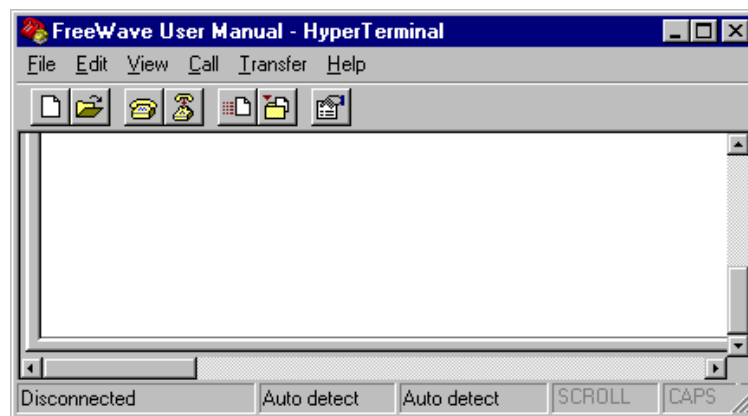 FreeWave User Manual - HyperTerminal
File Edit View Call Transfer Help
Disconnected Auto detect Auto detect SCROLL CAPS